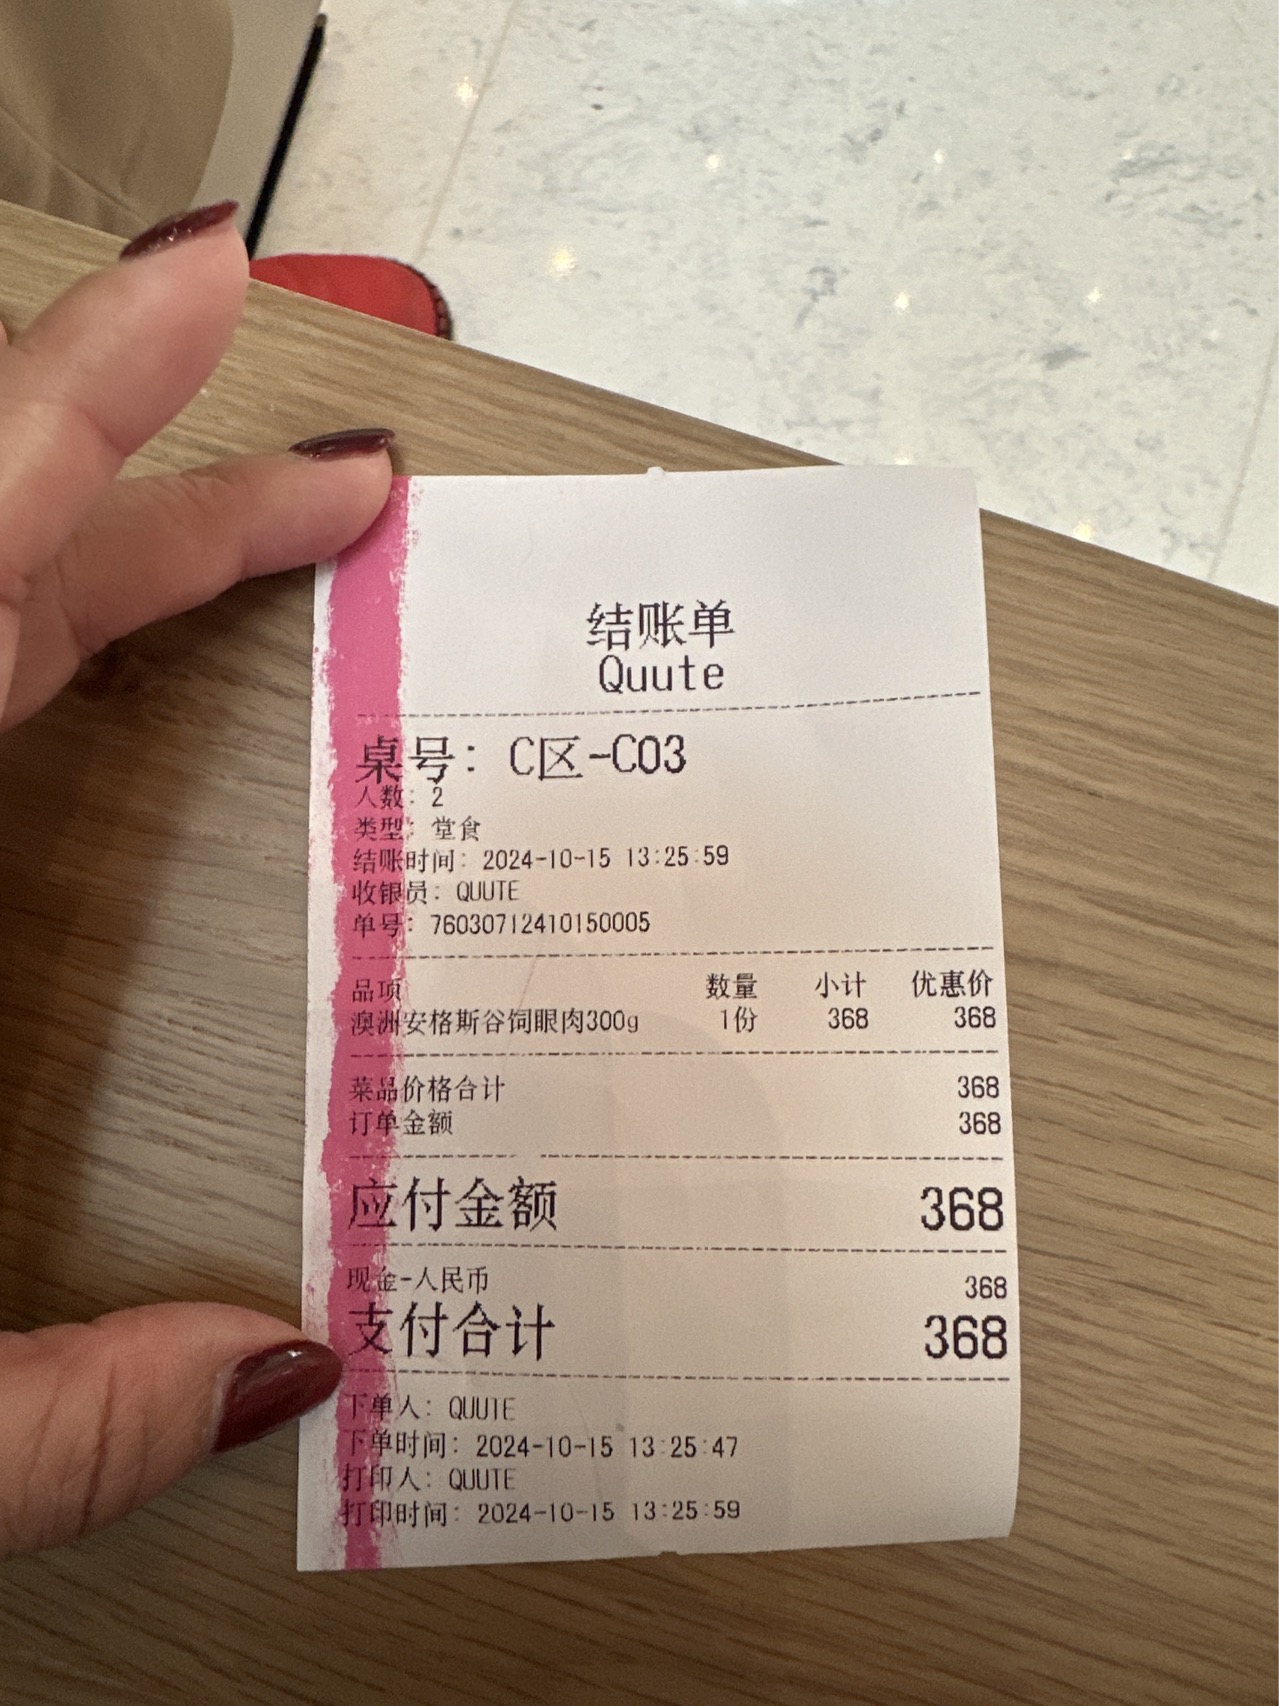 结账单
Quute
桌号: C区-C03
人数: 2
类型: 堂食
结账时间: 2024-10-15 13:25:59
收银员: QUUTE
单号: 76030712410150005
品项 数量 小计 优惠价
澳洲安格斯谷饲眼肉300g 1份 368 368
菜品价格合计 368
订单金额 368
应付金额 368
现金-人民币 368
支付合计 368
下单人: QUUTE
下单时间: 2024-10-15 13:25:47
打印人: QUUTE
打印时间: 2024-10-15 13:25:59